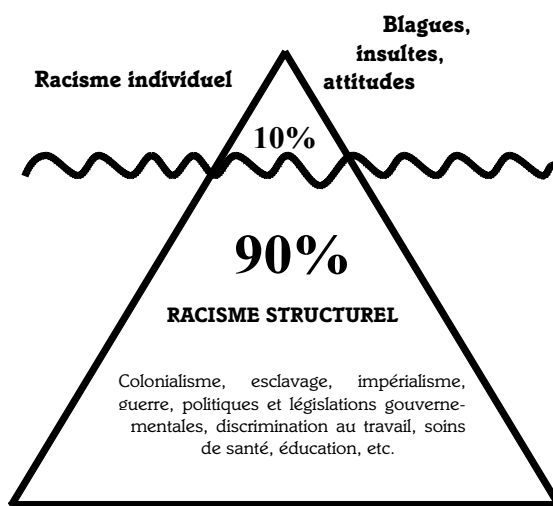 Blagues,
insultes,
attitudes
Racisme individuel
10%
90%
RACISME STRUCTUREL
Colonialisme, esclavage, impérialisme,
guerre, politiques et législations gouverne-
mentales, discrimination au travail, soins
de santé, éducation, etc.